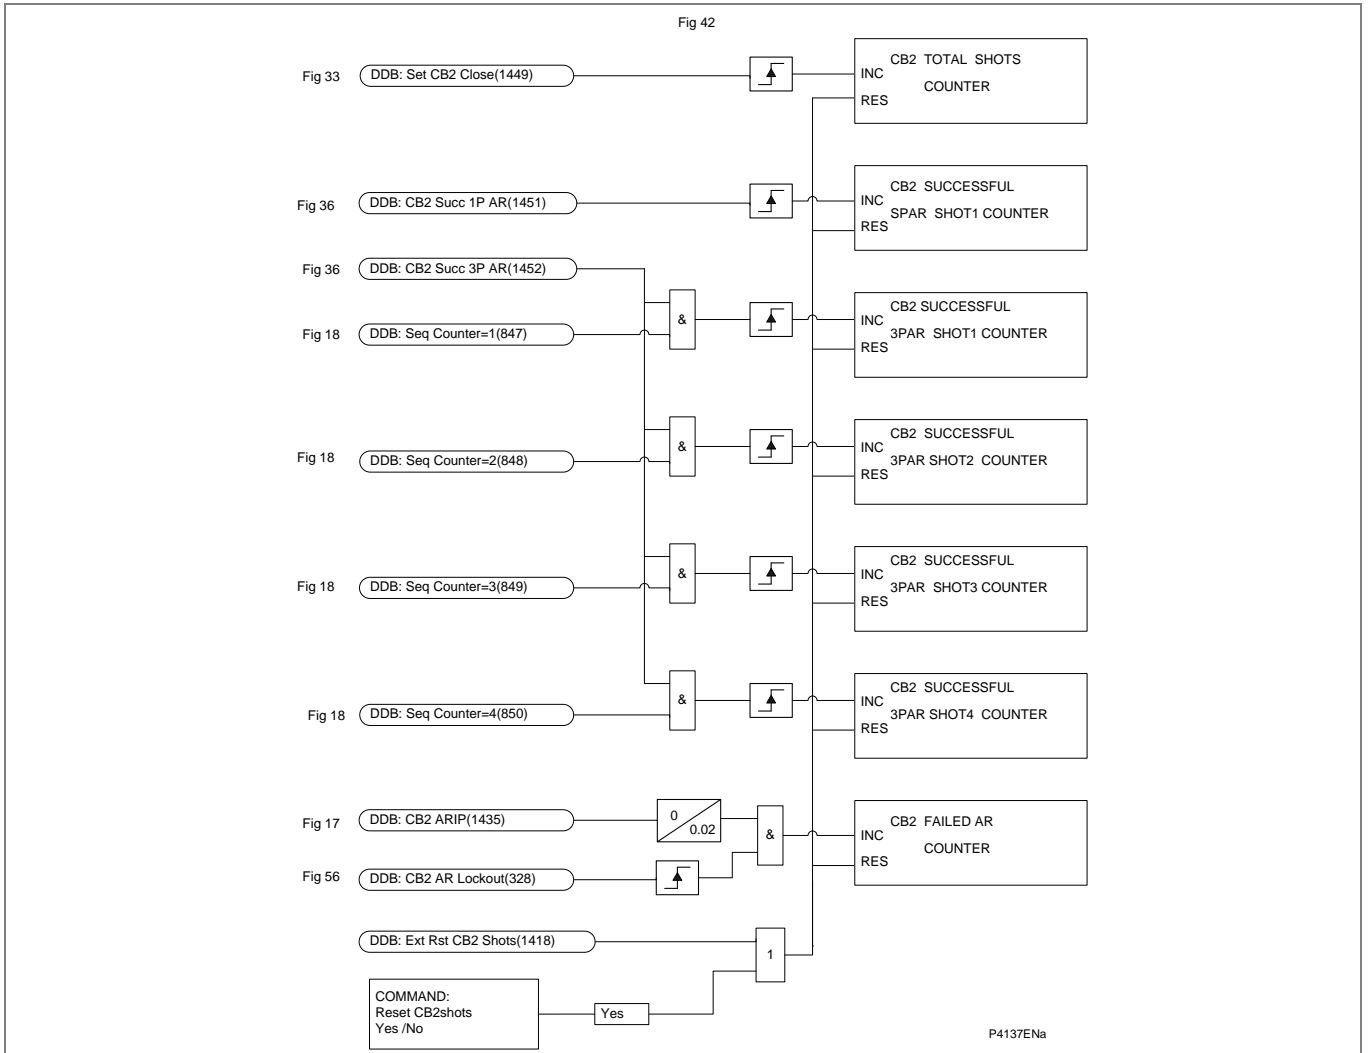 Fig 42
Fig 33
DDB: Set CB2 Close(1449)
INC
RES
CB2 TOTAL SHOTS
COUNTER
Fig 36
DDB: CB2 Succ 1P AR(1451)
INC
RES
CB2 SUCCESSFUL
SPAR SHOT1 COUNTER
Fig 36
DDB: CB2 Succ 3P AR(1452)
Fig 18
DDB: Seq Counter=1(847)
&
INC
RES
CB2 SUCCESSFUL
3PAR SHOT1 COUNTER
Fig 18
DDB: Seq Counter=2(848)
&
INC
RES
CB2 SUCCESSFUL
3PAR SHOT2 COUNTER
Fig 18
DDB: Seq Counter=3(849)
&
INC
RES
CB2 SUCCESSFUL
3PAR SHOT3 COUNTER
Fig 18
DDB: Seq Counter=4(850)
&
INC
RES
CB2 SUCCESSFUL
3PAR SHOT4 COUNTER
Fig 17
DDB: CB2 ARIP(1435)
0
0.02
&
INC
RES
CB2 FAILED AR
COUNTER
Fig 56
DDB: CB2 AR Lockout(328)
DDB: Ext Rst CB2 Shots(1418)
1
COMMAND:
Reset CB2shots
Yes /No
Yes
P4137ENa